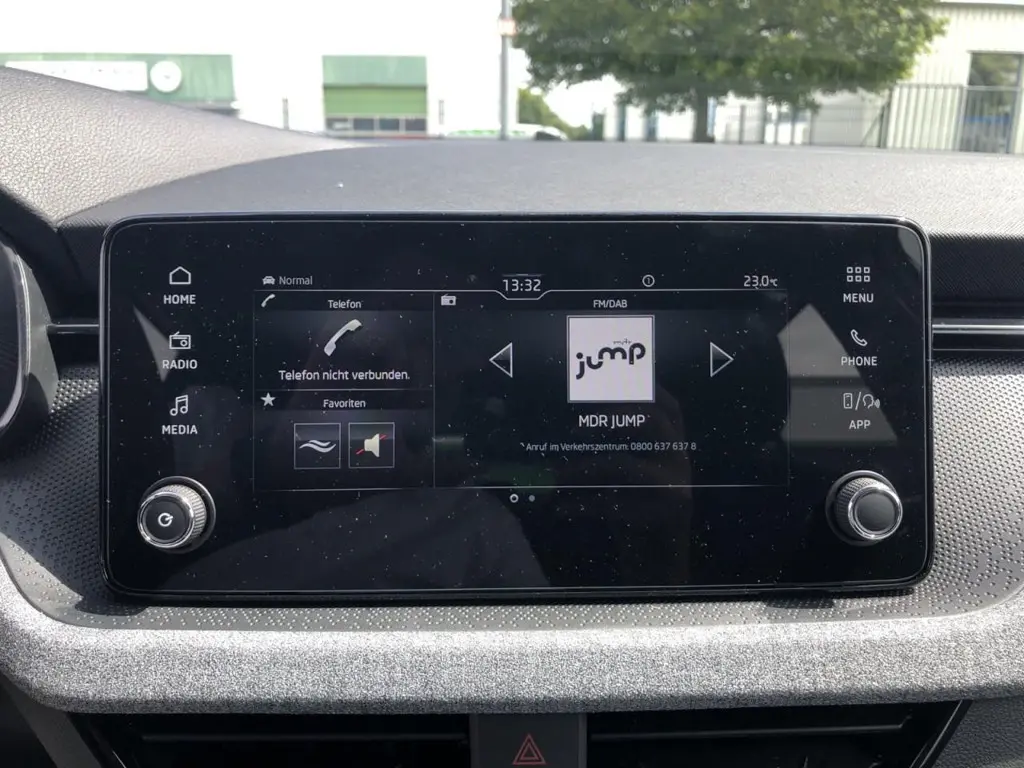 HOME
RADIO
MEDIA
Normal
13:32
23.0°C
Telefon
Telefon nicht verbunden.
Favoriten
FM/DAB
jump
MDR JUMP
Anruf im Verkehrszentrum: 0800 637 637 8
MENU
PHONE
APP